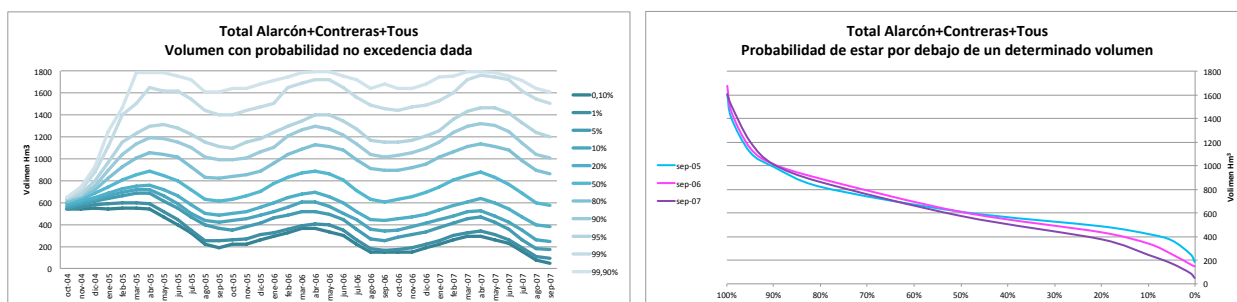 Total Alarcón+Contreras+Tous
Volumen con probabilidad no excedencia dada
Volumen Hm3
1800
1600
1400
1200
1000
800
600
400
200
0
oct-04
nov-04
dic-04
ene-05
feb-05
mar-05
abr-05
may-05
jun-05
jul-05
ago-05
sep-05
oct-05
nov-05
dic-05
ene-06
feb-06
mar-06
abr-06
may-06
jun-06
jul-06
ago-06
sep-06
oct-06
nov-06
dic-06
ene-07
feb-07
mar-07
abr-07
may-07
jun-07
jul-07
ago-07
sep-07
0,10%
1%
5%
10%
20%
50%
80%
90%
95%
99%
99,90%
Total Alarcón+Contreras+Tous
Probabilidad de estar por debajo de un determinado volumen
sep-05
sep-06
sep-07
1800
1600
1400
1200
1000
800
600
400
200
0
Volumen Hm³
100%
90%
80%
70%
60%
50%
40%
30%
20%
10%
0%